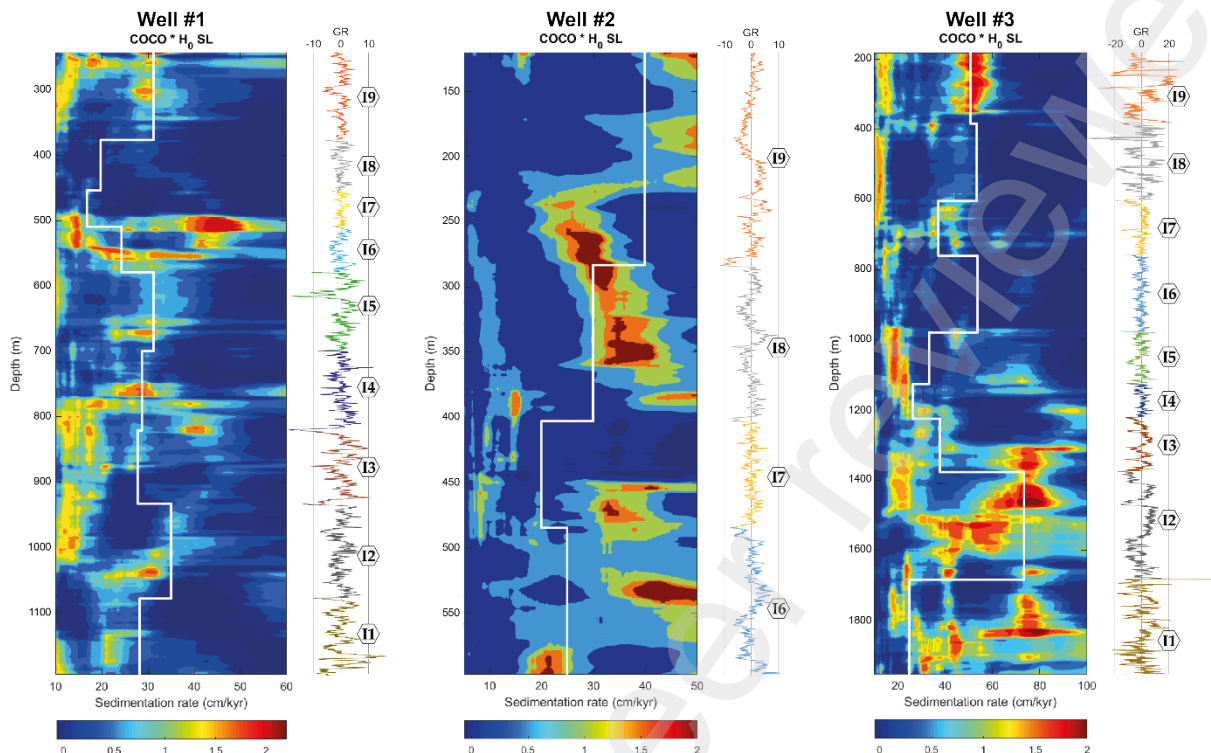 Well #1
COCO * H0 SL
GR
-10 0 10
300
400
500
600
700
800
900
1000
1100
Depth (m)
I9
I8
I7
I6
I5
I4
I3
I2
I1
10 20 30 40 50 60
Sedimentation rate (cm/kyr)
0 0.5 1 1.5 2
Well #2
COCO * H0 SL
GR
-10 0 10
150
200
250
300
350
400
450
500
550
Depth (m)
I9
I8
I7
I6
5 10 20 30 40 50
Sedimentation rate (cm/kyr)
0 0.5 1 1.5 2
Well #3
COCO * H0 SL
GR
-20 0 20
200
400
600
800
1000
1200
1400
1600
1800
Depth (m)
I9
I8
I7
I6
I5
I4
I3
I2
I1
20 40 60 80 100
Sedimentation rate (cm/kyr)
0 0.5 1 1.5 2
eer review